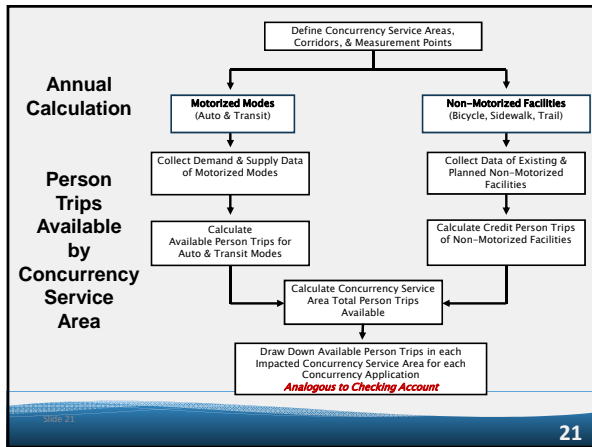 Define Concurrency Service Areas,
Corridors, & Measurement Points
Annual
Calculation
Motorized Modes
(Auto & Transit)
Non-Motorized Facilities
(Bicycle, Sidewalk, Trail)
Person
Trips
Available
by
Concurrency
Service
Area
Collect Demand & Supply Data
of Motorized Modes
Collect Data of Existing &
Planned Non-Motorized
Facilities
Calculate
Available Person Trips for
Auto & Transit Modes
Calculate Credit Person Trips
of Non-Motorized Facilities
Calculate Concurrency Service
Area Total Person Trips
Available
Draw Down Available Person Trips in each
Impacted Concurrency Service Area for each
Concurrency Application
Analogous to Checking Account
Slide 21
21